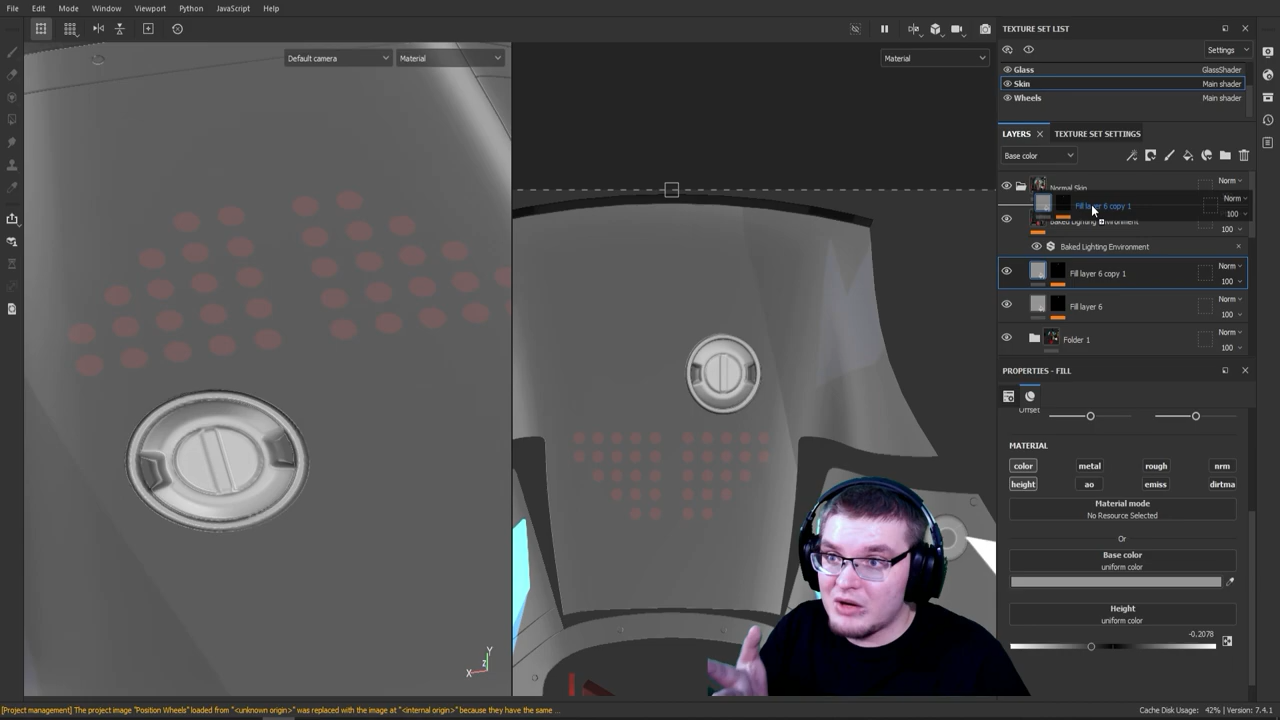 File Edit Mode Window Viewport Python JavaScript Help
Default camera Material
Material
TEXTURE SET LIST
Settings
Glass GlassShader
Skin Main shader
Wheels Main shader
LAYERS TEXTURE SET SETTINGS
Base color
Normal Skin Norm
Fill layer 6 copy 1 Norm
100
Baked Lighting Environment 100
Baked Lighting Environment
Fill layer 6 copy 1 Norm
100
Fill layer 6 Norm
100
Folder 1 Norm
100
PROPERTIES - FILL
Offset
MATERIAL
color metal rough nrm
height ao emiss dirtma
Material mode
No Resource Selected
Or
Base color
uniform color
Height
uniform color
-0.2078
Y
Z
X
[Project management] The project image "Position Wheels" loaded from "<unknown origin>" was replaced with the image at "<internal origin>" because they have the same ...
Cache Disk Usage: 42% | Version: 7.4.1